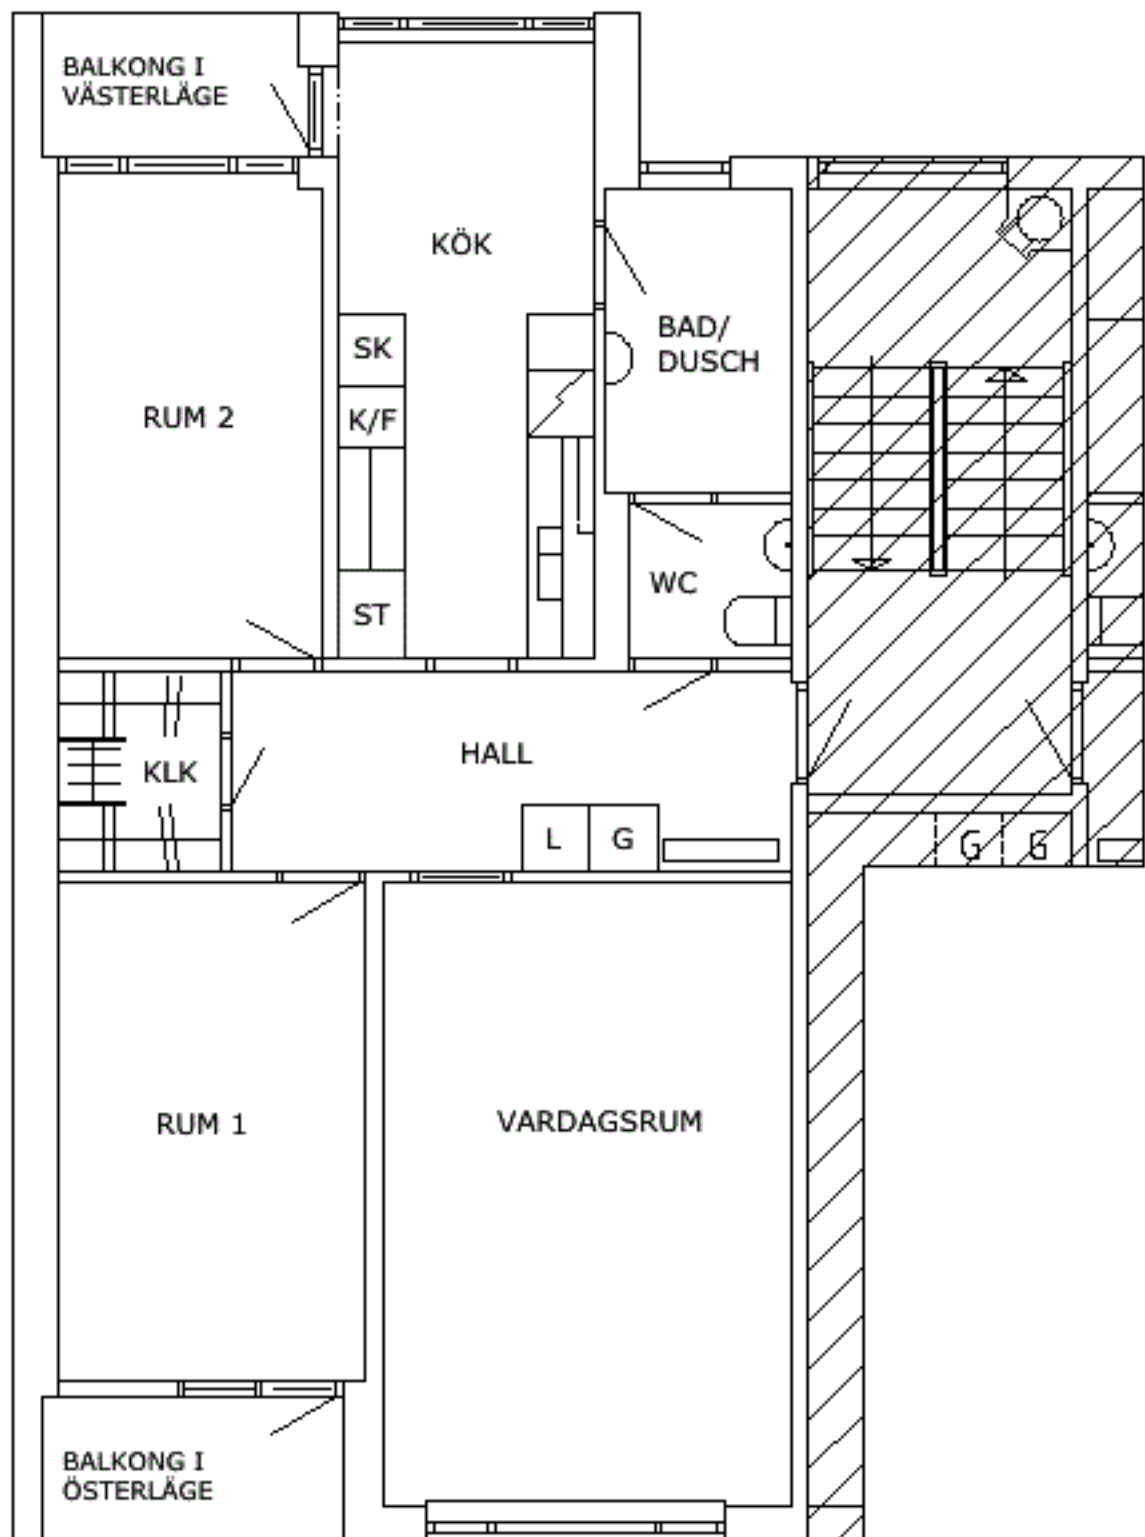 BALKONG I
VÄSTERLÄGE
KÖK
BAD/
DUSCH
SK
K/F
RUM 2
ST
WC
HALL
KLK
L
G
G
G
RUM 1
VARDAGSRUM
BALKONG I
ÖSTERLÄGE